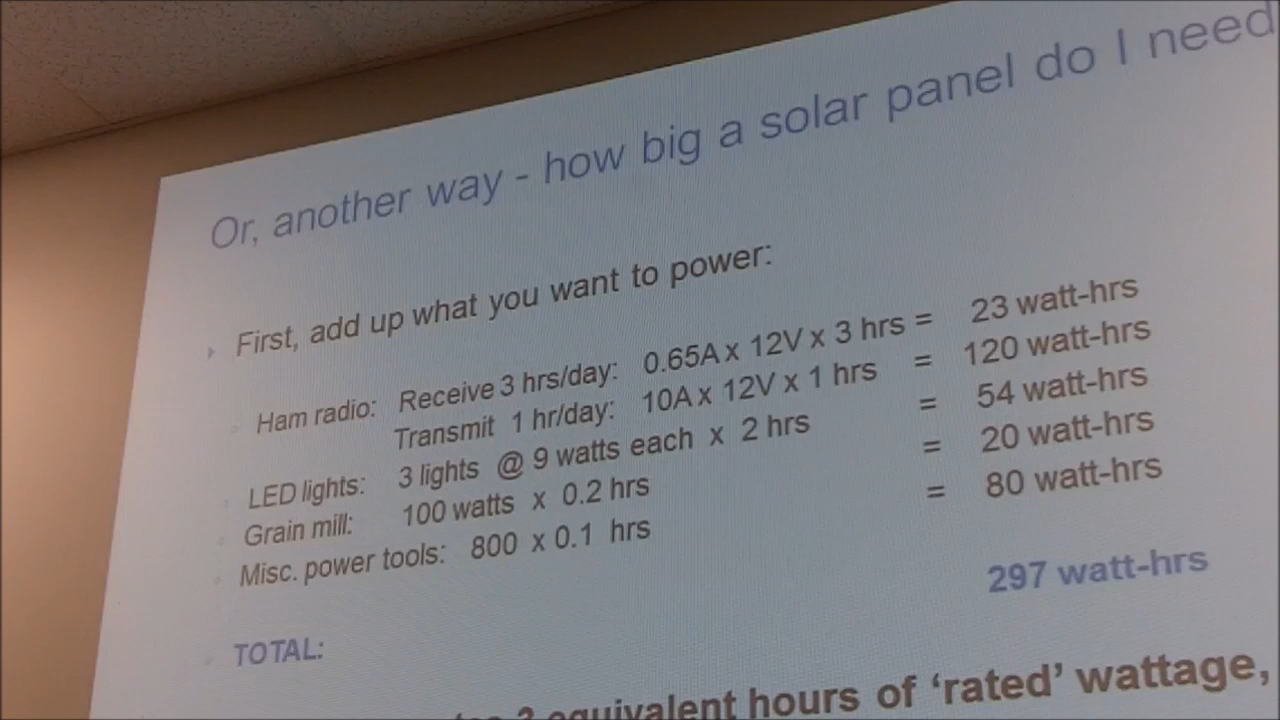 Or, another way - how big a solar panel do I need
First, add up what you want to power:
Ham radio: Receive 3 hrs/day: 0.65A x 12V x 3 hrs = 23 watt-hrs
Transmit 1 hr/day: 10A x 12V x 1 hrs = 120 watt-hrs
LED lights: 3 lights @ 9 watts each x 2 hrs = 54 watt-hrs
Grain mill: 100 watts x 0.2 hrs = 20 watt-hrs
Misc. power tools: 800 x 0.1 hrs = 80 watt-hrs
TOTAL: 297 watt-hrs
3 equivalent hours of ‘rated’ wattage,